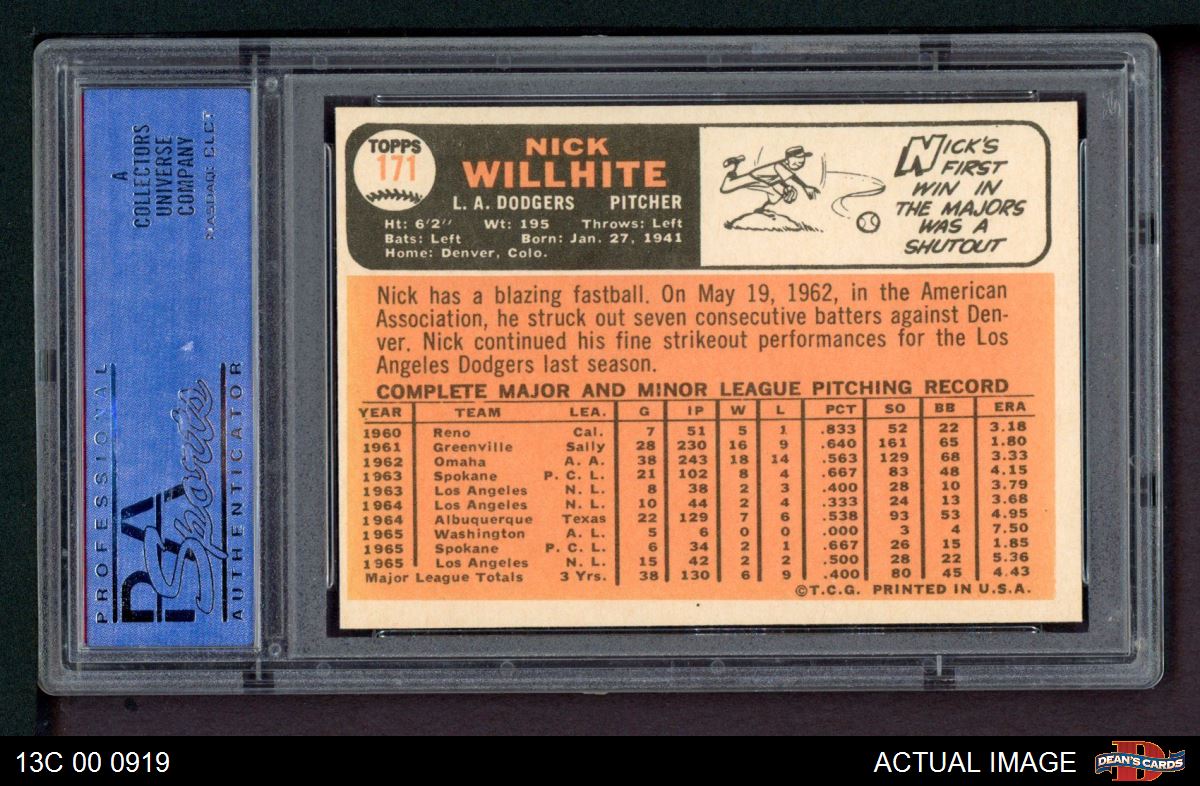 A
COLLECTORS
UNIVERSE
COMPANY
PROFESSIONAL
PSA
Sports
AUTHENTICATOR
TOPPS
171
NICK
WILLHITE
L. A. DODGERS PITCHER
Ht: 6'2" Wt: 195 Throws: Left
Bats: Left Born: Jan. 27, 1941
Home: Denver, Colo.
NICK'S
FIRST
WIN IN
THE MAJORS
WAS A
SHUTOUT
Nick has a blazing fastball. On May 19, 1962, in the American
Association, he struck out seven consecutive batters against Den-
ver. Nick continued his fine strikeout performances for the Los
Angeles Dodgers last season.
COMPLETE MAJOR AND MINOR LEAGUE PITCHING RECORD
YEAR TEAM LEA. G IP W L PCT SO BB ERA
1960 Reno Cal. 7 51 5 1 .833 52 22 3.18
1961 Greenville Sally 28 230 16 9 .640 161 65 1.80
1962 Omaha A. A. 38 243 18 14 .563 129 68 3.33
1963 Spokane P. C. L. 21 102 8 4 .667 83 48 4.15
1963 Los Angeles N. L. 8 38 2 3 .400 28 10 3.79
1964 Los Angeles N. L. 10 44 2 4 .333 24 13 3.68
1964 Albuquerque Texas 22 129 7 6 .538 93 53 4.95
1965 Washington A. L. 5 6 0 0 .000 3 4 7.50
1965 Spokane P. C. L. 6 34 2 1 .667 26 15 1.85
1965 Los Angeles N. L. 15 42 2 2 .500 28 22 5.36
Major League Totals 3 Yrs. 38 130 6 9 .400 80 45 4.43
©T.C.G. PRINTED IN U.S.A.
13C 00 0919
ACTUAL IMAGE
DEAN'S CARDS